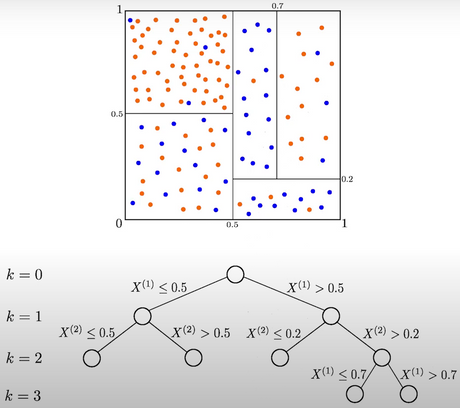 1
0.7
0.5
0.2
0
0.5
1
k = 0
X^{(1)} ≤ 0.5
X^{(1)} > 0.5
k = 1
X^{(2)} ≤ 0.5
X^{(2)} > 0.5
X^{(2)} ≤ 0.2
X^{(2)} > 0.2
k = 2
X^{(1)} ≤ 0.7
X^{(1)} > 0.7
k = 3